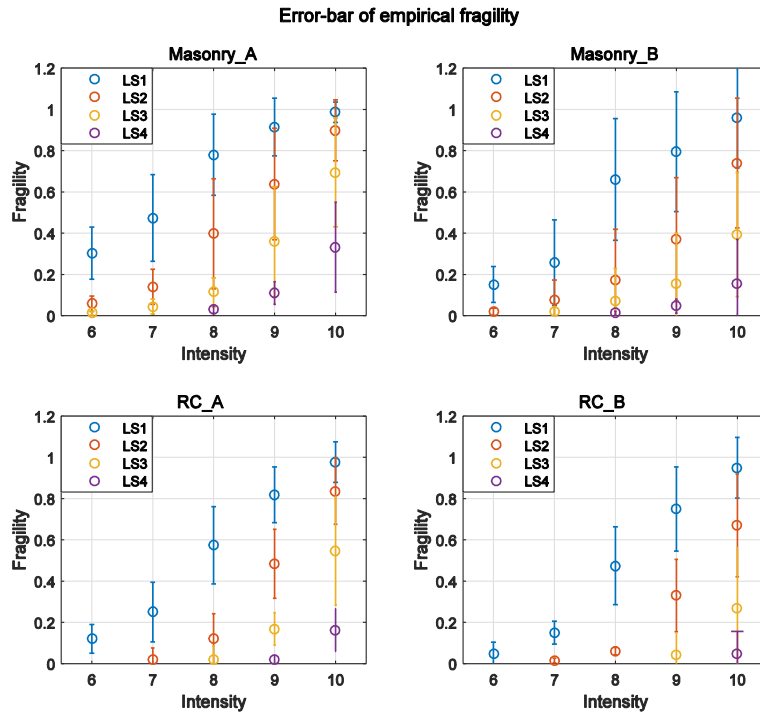 Error-bar of empirical fragility
Masonry_A
1.2
1
0.8
0.6
0.4
0.2
0
Fragility
LS1
LS2
LS3
LS4
6 7 8 9 10
Intensity
Masonry_B
1.2
1
0.8
0.6
0.4
0.2
0
Fragility
LS1
LS2
LS3
LS4
6 7 8 9 10
Intensity
RC_A
1.2
1
0.8
0.6
0.4
0.2
0
Fragility
LS1
LS2
LS3
LS4
6 7 8 9 10
Intensity
RC_B
1.2
1
0.8
0.6
0.4
0.2
0
Fragility
LS1
LS2
LS3
LS4
6 7 8 9 10
Intensity